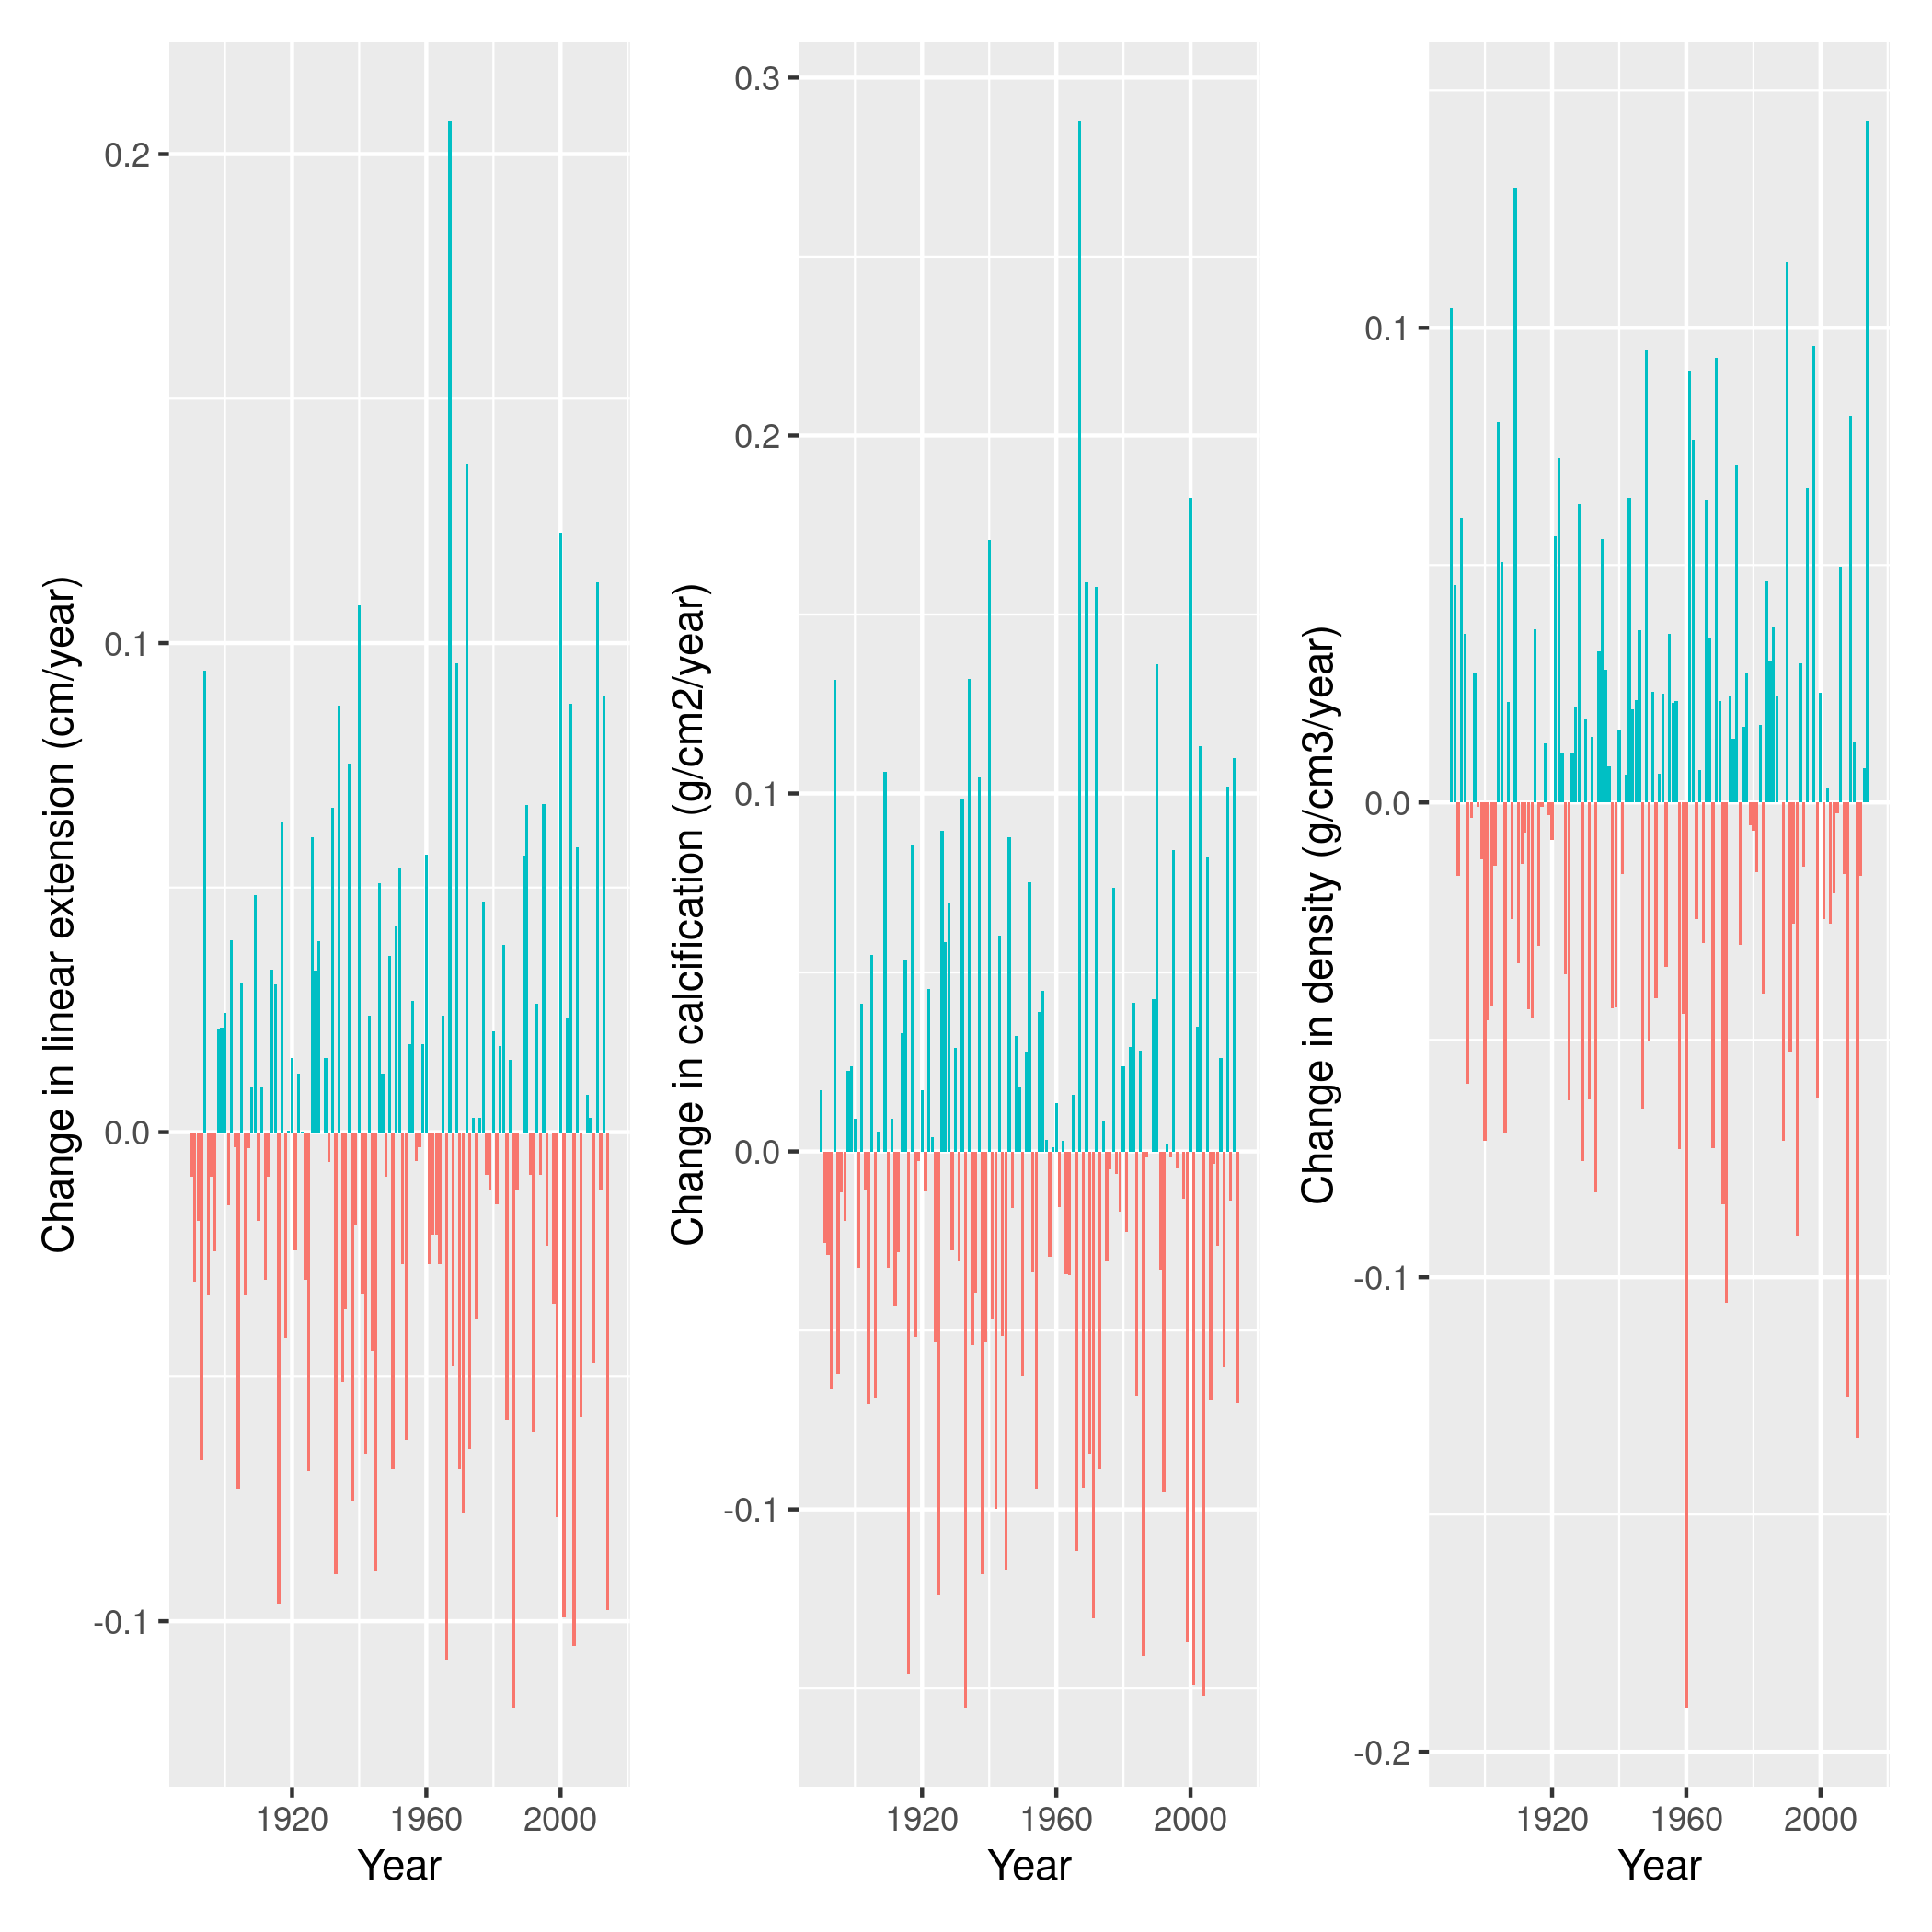 Change in linear extension (cm/year)
0.2
0.1
0.0
-0.1
1920 1960 2000
Year
Change in calcification (g/cm2/year)
0.3
0.2
0.1
0.0
-0.1
1920 1960 2000
Year
Change in density (g/cm3/year)
0.1
0.0
-0.1
-0.2
1920 1960 2000
Year